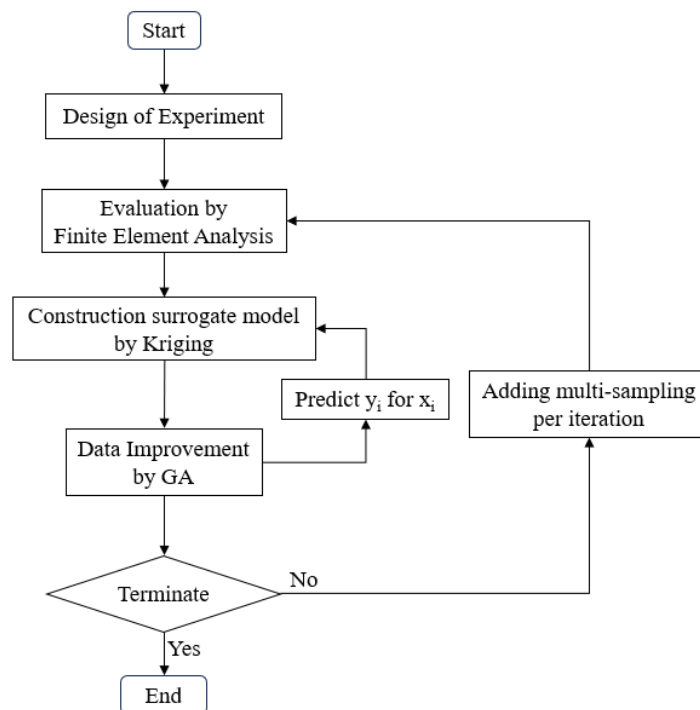 Start
Design of Experiment
Evaluation by
Finite Element Analysis
Construction surrogate model
by Kriging
Predict yᵢ for xᵢ
Adding multi-sampling
per iteration
Data Improvement
by GA
Terminate
No
Yes
End